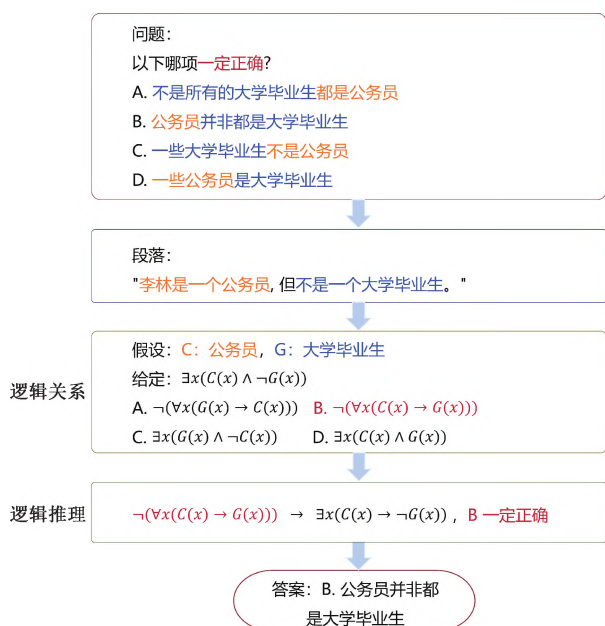 问题：
以下哪项一定正确?
A. 不是所有的大学毕业生都是公务员
B. 公务员并非都是大学毕业生
C. 一些大学毕业生不是公务员
D. 一些公务员是大学毕业生
段落：
"李林是一个公务员, 但不是一个大学毕业生。"
逻辑关系
假设：C：公务员，G：大学毕业生
给定：∃x(C(x) ∧ ¬G(x))
A. ¬(∀x(G(x) → C(x))) B. ¬(∀x(C(x) → G(x)))
C. ∃x(G(x) ∧ ¬C(x)) D. ∃x(C(x) ∧ G(x))
逻辑推理
¬(∀x(C(x) → G(x))) → ∃x(C(x) → ¬G(x))，B 一定正确
答案：B. 公务员并非都
是大学毕业生